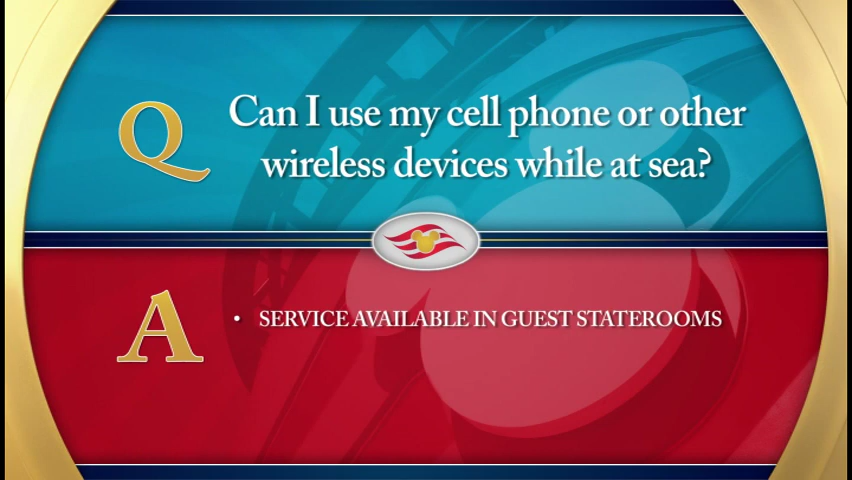 Q
Can I use my cell phone or other
wireless devices while at sea?
A
• SERVICE AVAILABLE IN GUEST STATEROOMS